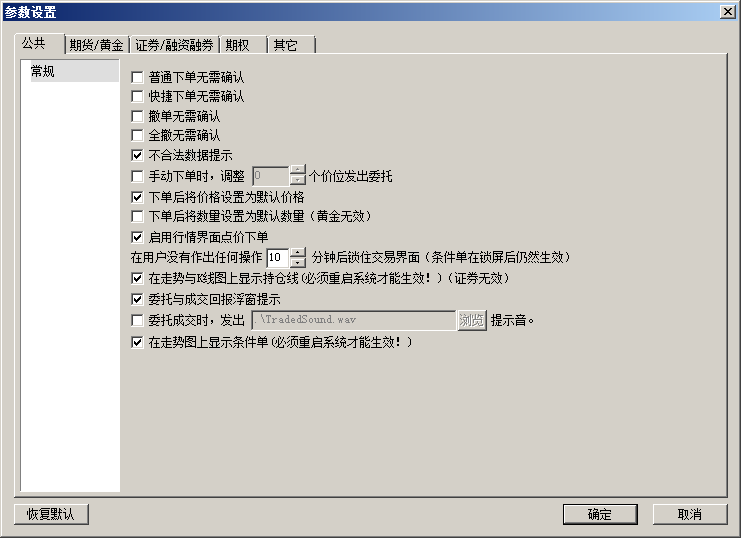 参数设置
公共 期货/黄金 证券/融资融券 期权 其它
常规
普通下单无需确认
快捷下单无需确认
撤单无需确认
全撤无需确认
不合法数据提示
手动下单时，调整 0 个价位发出委托
下单后将价格设置为默认价格
下单后将数量设置为默认数量（黄金无效）
启用行情界面点价下单
在用户没有作出任何操作 10 分钟后锁住交易界面（条件单在锁屏后仍然生效）
在走势与K线图上显示持仓线(必须重启系统才能生效！)（证券无效）
委托与成交回报浮窗提示
委托成交时，发出 .\TradedSound.wav 浏览 提示音。
在走势图上显示条件单(必须重启系统才能生效！)
恢复默认 确定 取消